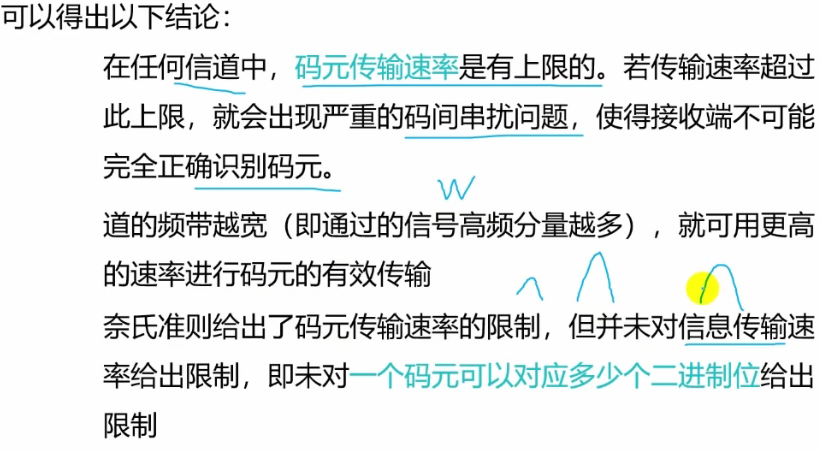 可以得出以下结论：
在任何信道中，码元传输速率是有上限的。若传输速率超过
此上限，就会出现严重的码间串扰问题，使得接收端不可能
完全正确识别码元。
W
道的频带越宽（即通过的信号高频分量越多），就可用更高
的速率进行码元的有效传输
奈氏准则给出了码元传输速率的限制，但并未对信息传输速
率给出限制，即未对一个码元可以对应多少个二进制位给出
限制